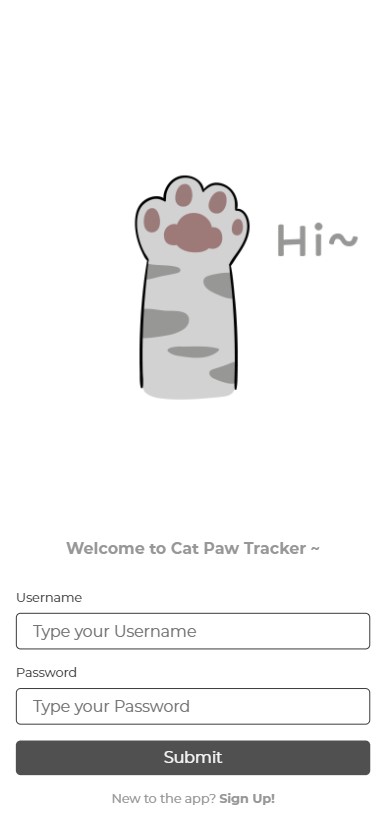 Hi~
Welcome to Cat Paw Tracker ~
Username
Type your Username
Password
Type your Password
Submit
New to the app? Sign Up!